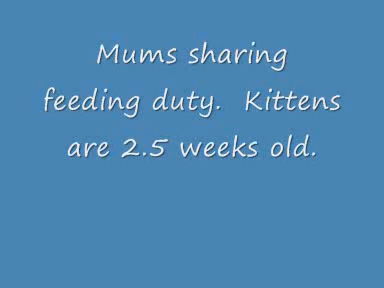 Mums sharing
feeding duty.  Kittens
are 2.5 weeks old.